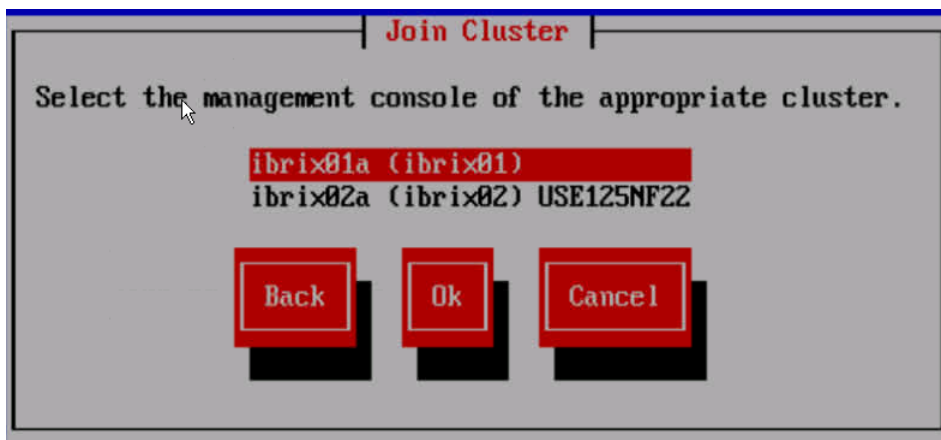 Join Cluster
Select the management console of the appropriate cluster.
ibrix01a (ibrix01)
ibrix02a (ibrix02) USE125NF22
Back Ok Cancel